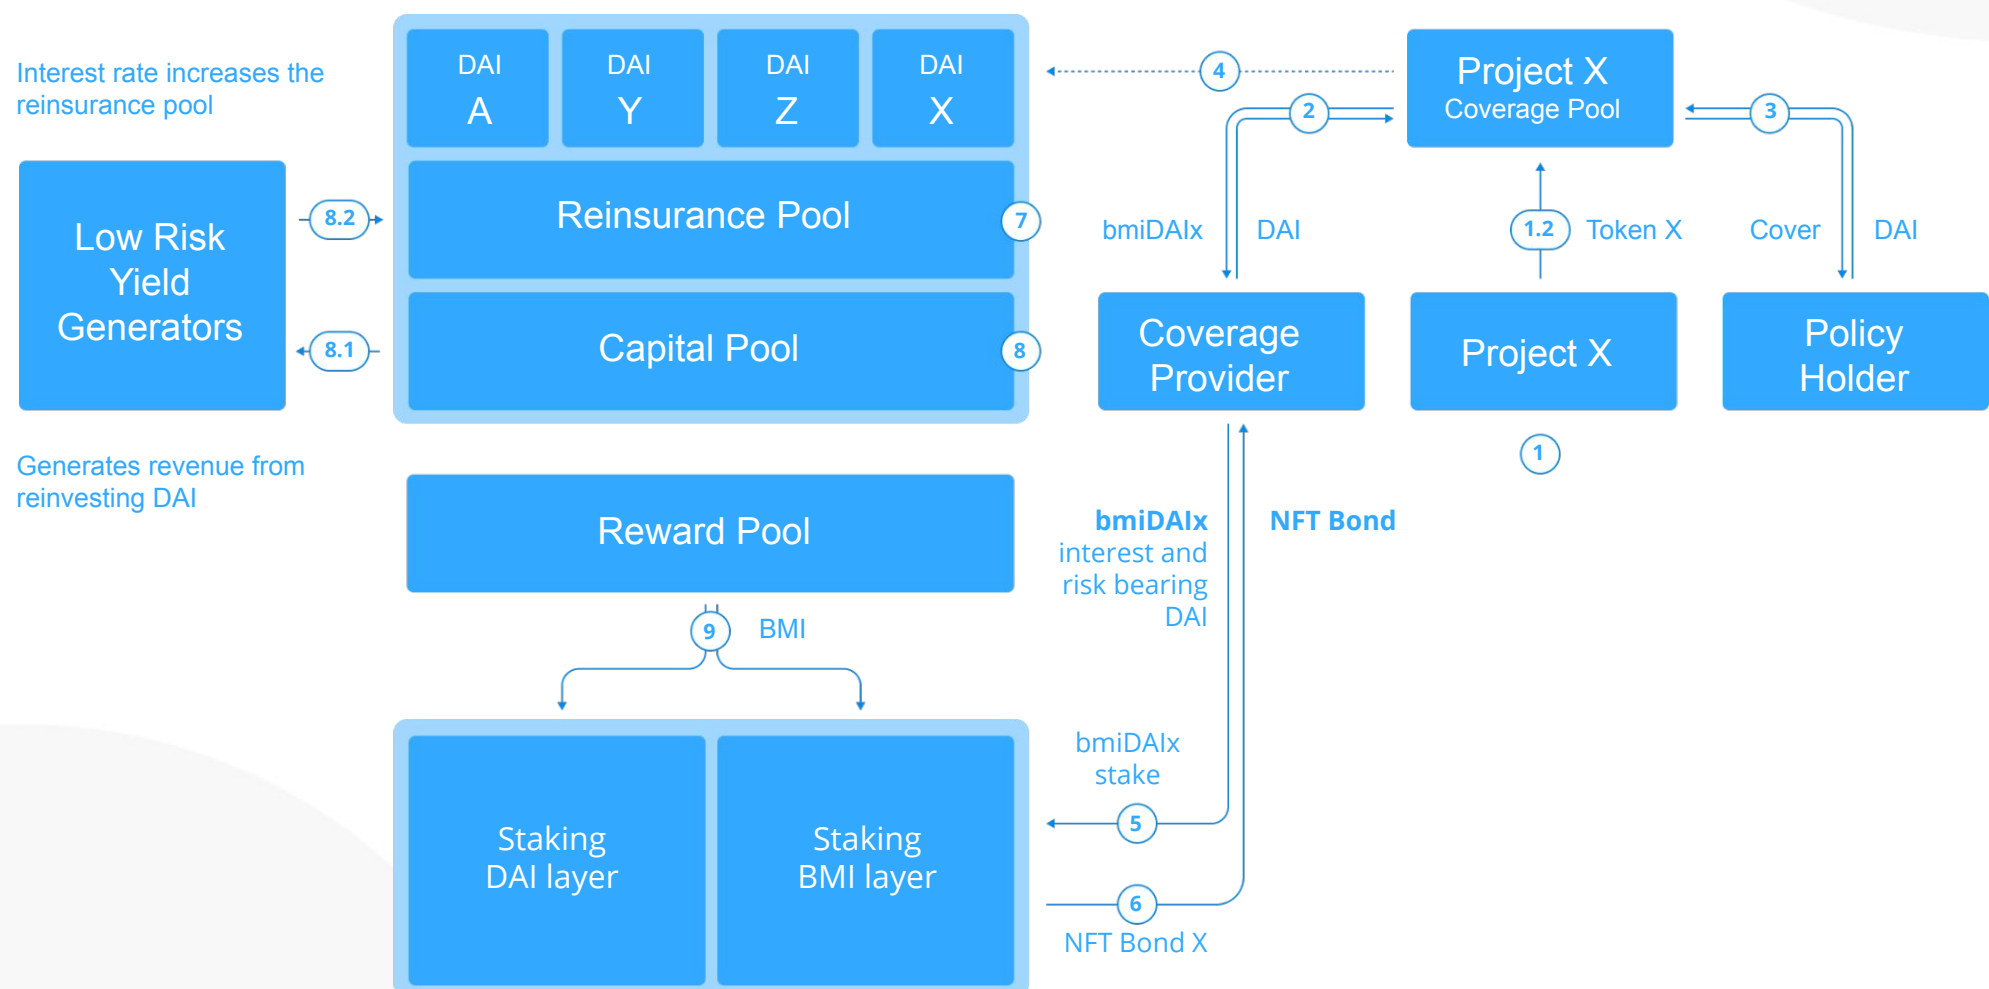 Interest rate increases the
reinsurance pool
DAI
A
DAI
Y
DAI
Z
DAI
X
4
Project X
Coverage Pool
2
3
Low Risk
Yield
Generators
8.2
Reinsurance Pool
7
bmiDAIx
DAI
1.2
Token X
Cover
DAI
8.1
Capital Pool
8
Coverage
Provider
Project X
Policy
Holder
Generates revenue from
reinvesting DAI
1
Reward Pool
bmiDAIx
interest and
risk bearing
DAI
NFT Bond
9
BMI
bmiDAIx
stake
5
Staking
DAI layer
Staking
BMI layer
6
NFT Bond X